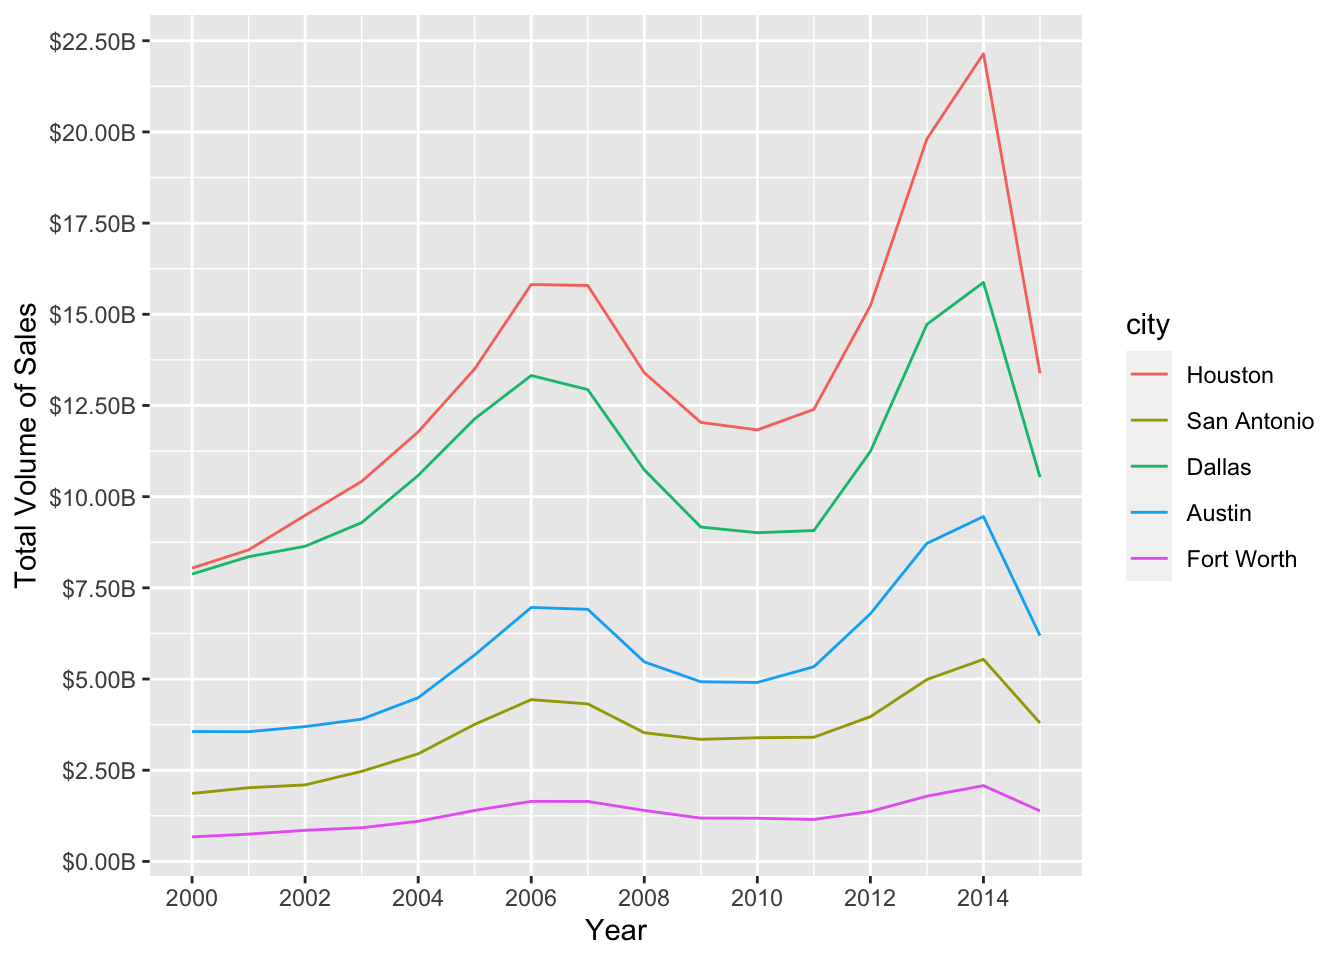 $22.50B
$20.00B
$17.50B
$15.00B
$12.50B
$10.00B
$7.50B
$5.00B
$2.50B
$0.00B
Total Volume of Sales
2000 2002 2004 2006 2008 2010 2012 2014
Year
city
Houston
San Antonio
Dallas
Austin
Fort Worth